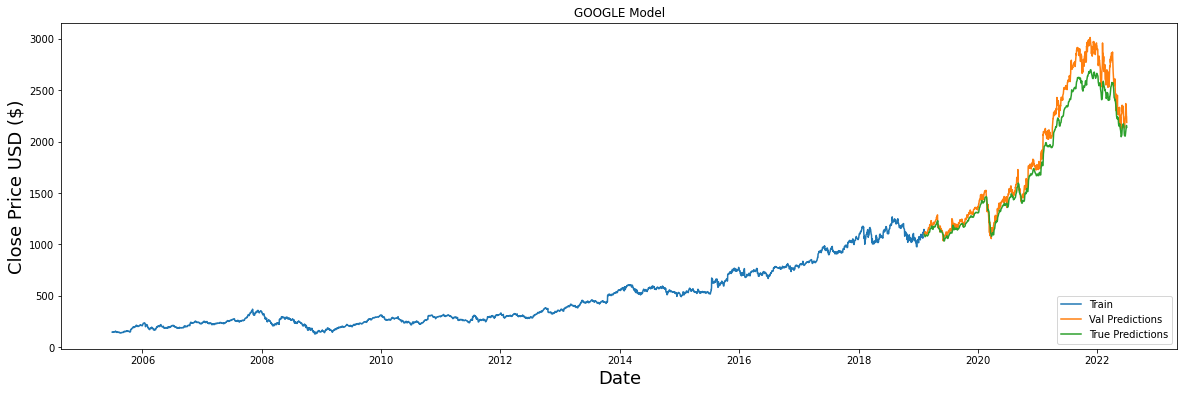 GOOGLE Model
Close Price USD ($)
3000
2500
2000
1500
1000
500
0
2006 2008 2010 2012 2014 2016 2018 2020 2022
Date
Train
Val Predictions
True Predictions